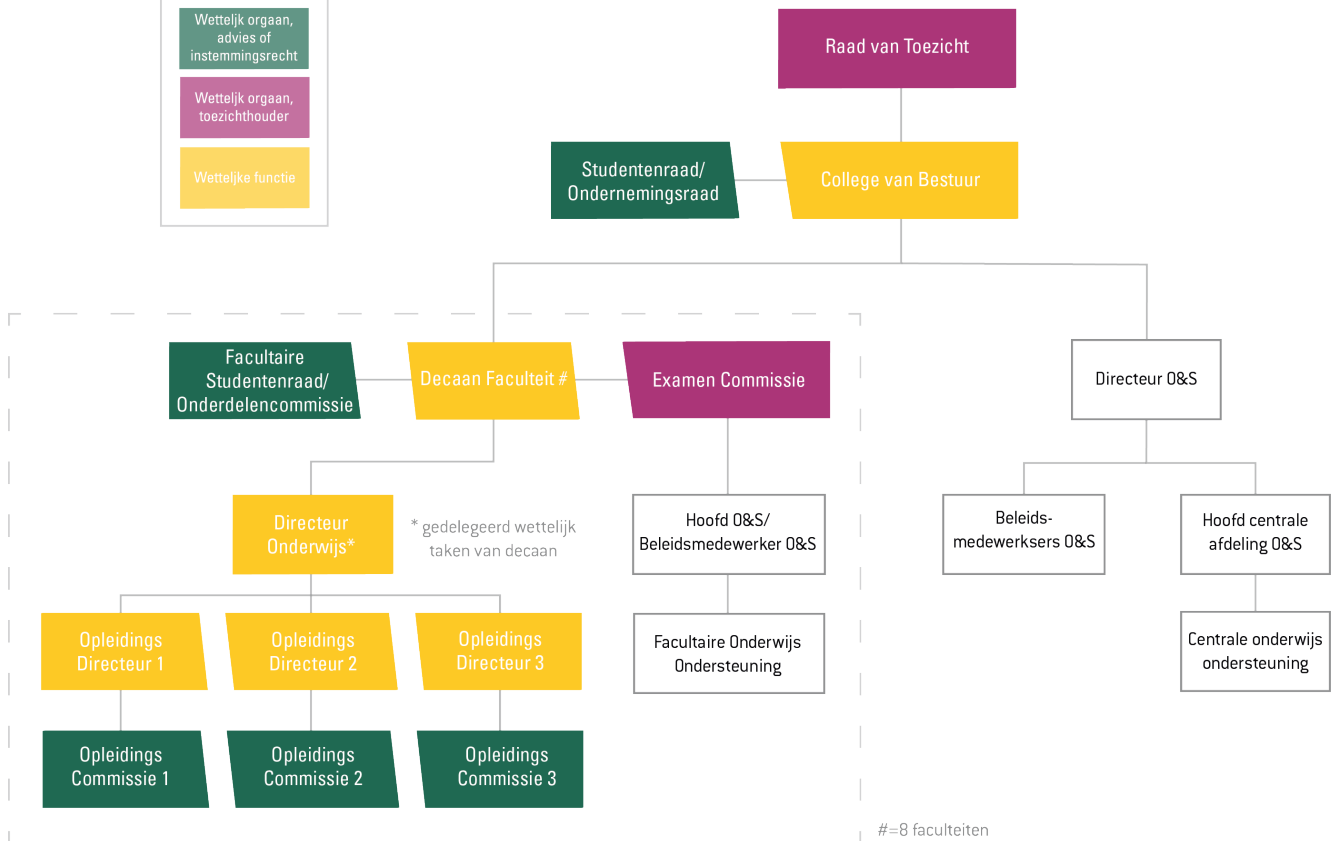 Wetteljk orgaan,
advies of
instemmingsrecht
Wetteljk orgaan,
toezichthouder
Wettelijke functie
Raad van Toezicht
Studentenraad/
Ondernemingsraad
College van Bestuur
Facultaire
Studentenraad/
Onderdelencommissie
Decaan Faculteit #
Examen Commissie
Directeur O&S
Directeur
Onderwijs*
* gedelegeerd wettelijk
taken van decaan
Hoofd O&S/
Beleidsmedewerker O&S
Beleids-
medewerksers O&S
Hoofd centrale
afdeling O&S
Opleidings
Directeur 1
Opleidings
Directeur 2
Opleidings
Directeur 3
Facultaire Onderwijs
Ondersteuning
Centrale onderwijs
ondersteuning
Opleidings
Commissie 1
Opleidings
Commissie 2
Opleidings
Commissie 3
#=8 faculteiten